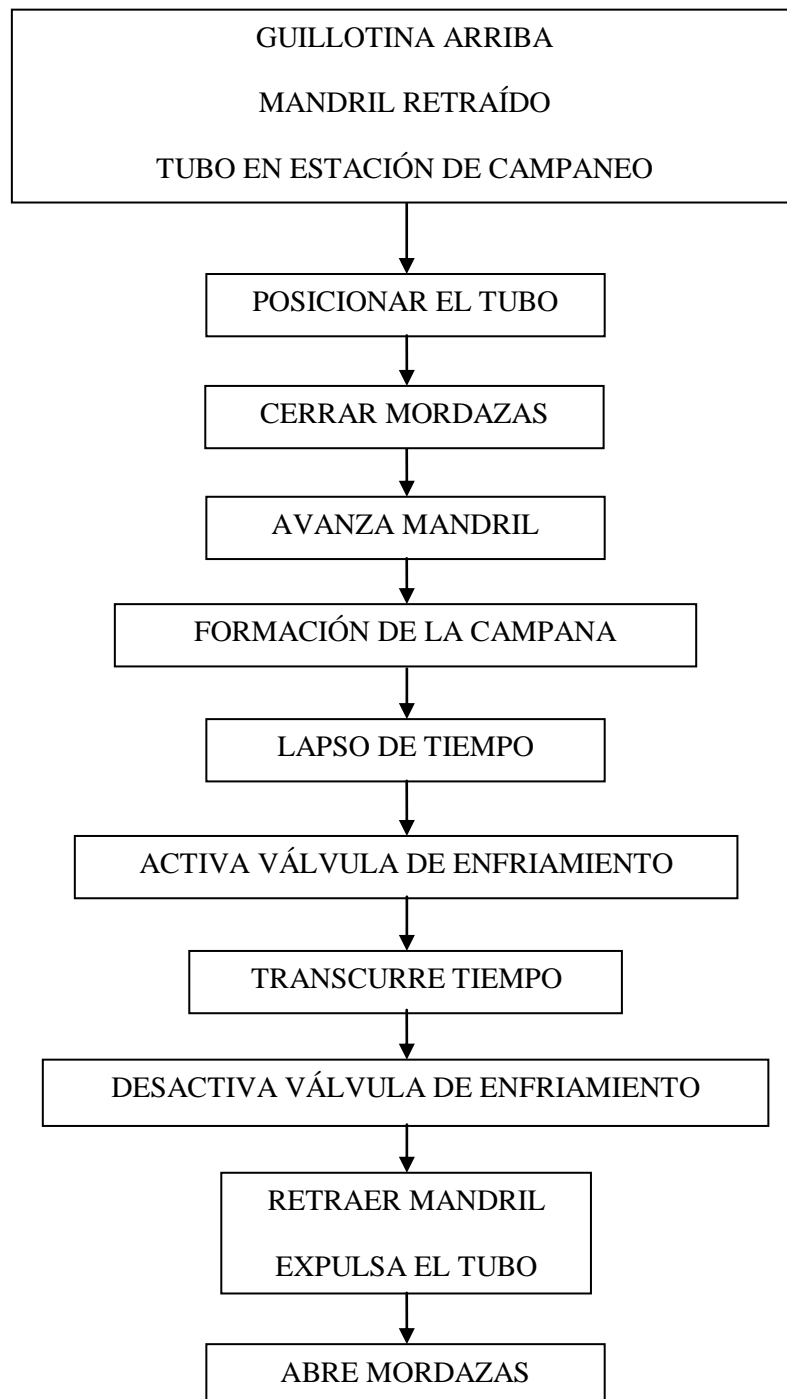 GUILLOTINA ARRIBA
MANDRIL RETRAÍDO
TUBO EN ESTACIÓN DE CAMPANEO
POSICIONAR EL TUBO
CERRAR MORDAZAS
AVANZA MANDRIL
FORMACIÓN DE LA CAMPANA
LAPSO DE TIEMPO
ACTIVA VÁLVULA DE ENFRIAMIENTO
TRANSCURRE TIEMPO
DESACTIVA VÁLVULA DE ENFRIAMIENTO
RETRAER MANDRIL
EXPULSA EL TUBO
ABRE MORDAZAS